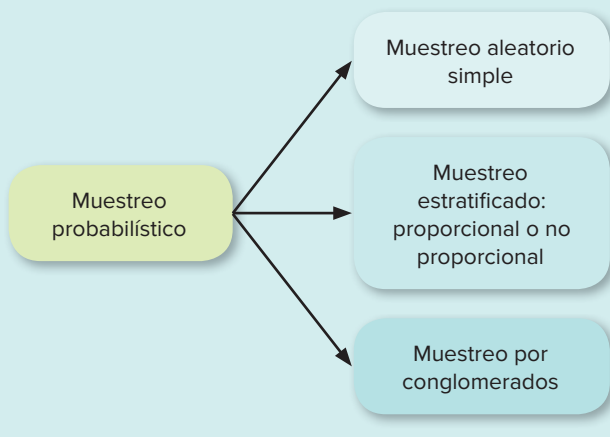 Muestreo
probabilístico
Muestreo aleatorio
simple
Muestreo
estratificado:
proporcional o no
proporcional
Muestreo por
conglomerados